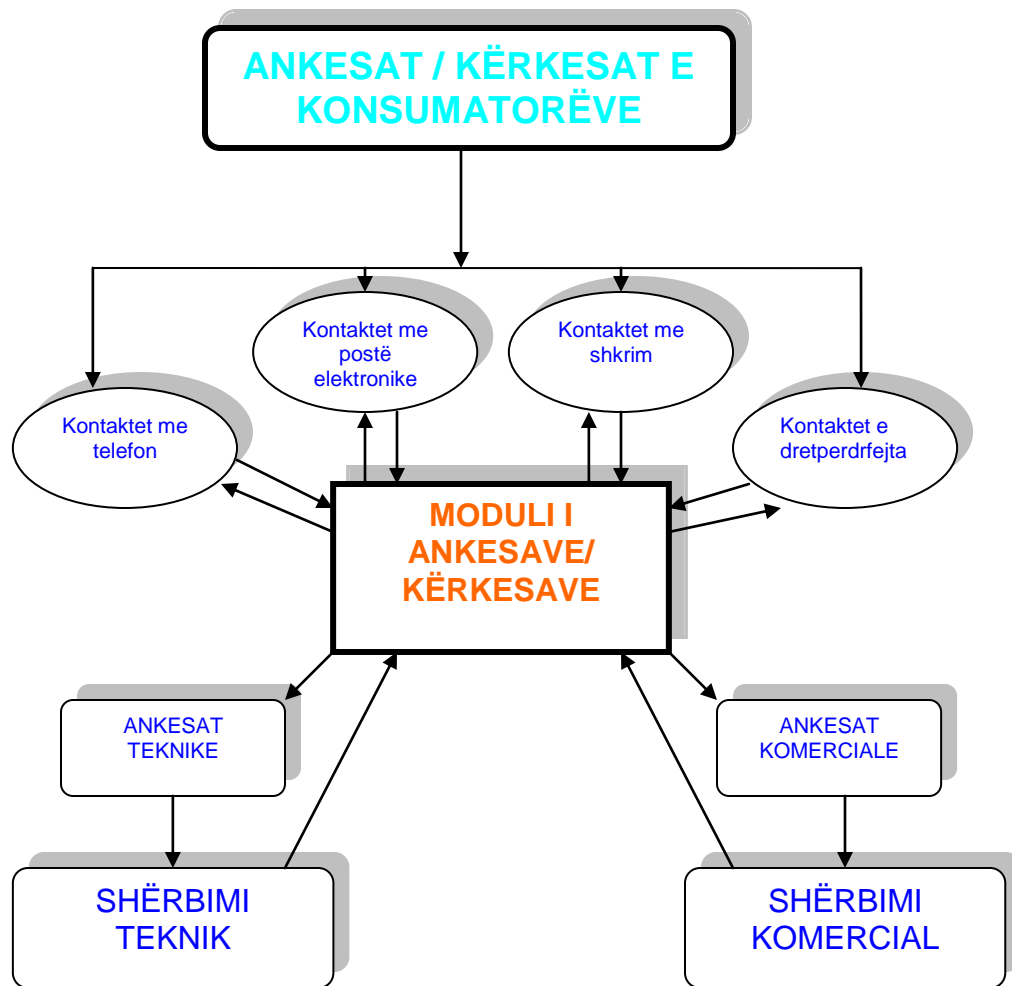 ANKESAT / KËRKESAT E
KONSUMATORËVE
Kontaktet me
postë
elektronike
Kontaktet me
shkrim
Kontaktet me
telefon
Kontaktet e
dretperdrfejta
MODULI I
ANKESAVE/
KËRKESAVE
ANKESAT
TEKNIKE
ANKESAT
KOMERCIALE
SHËRBIMI
TEKNIK
SHËRBIMI
KOMERCIAL